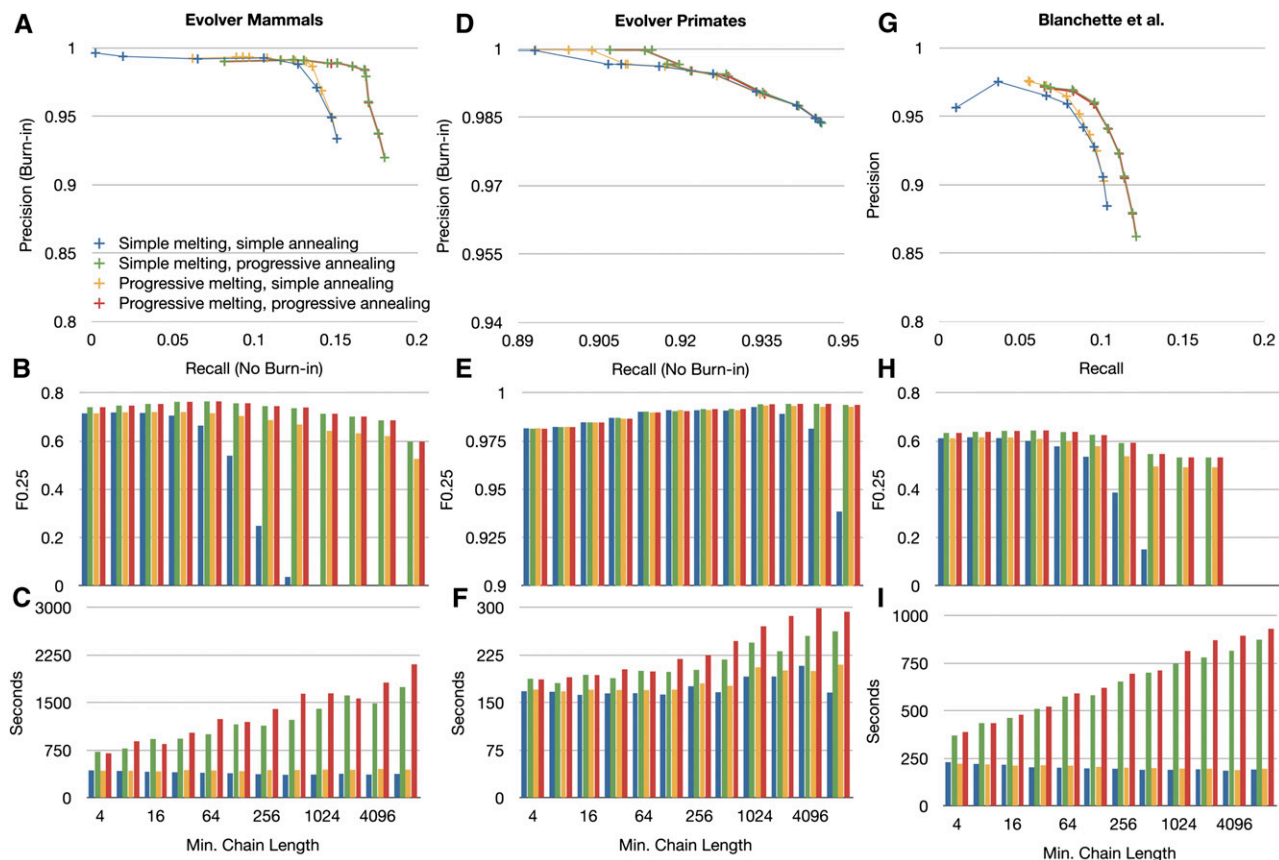 A
Evolver Mammals
Precision (Burn-in)
1
0.95
0.9
0.85
0.8
Simple melting, simple annealing
Simple melting, progressive annealing
Progressive melting, simple annealing
Progressive melting, progressive annealing
0 0.05 0.1 0.15 0.2
Recall (No Burn-in)
B
F0.25
0.8
0.6
0.4
0.2
0
C
Seconds
3000
2250
1500
750
0
4 16 64 256 1024 4096
Min. Chain Length
D
Evolver Primates
Precision (Burn-in)
1
0.985
0.97
0.955
0.94
0.89 0.905 0.92 0.935 0.95
Recall (No Burn-in)
E
F0.25
1
0.975
0.95
0.925
0.9
F
Seconds
300
225
150
75
0
4 16 64 256 1024 4096
Min. Chain Length
G
Blanchette et al.
Precision
1
0.95
0.9
0.85
0.8
0 0.05 0.1 0.15 0.2
Recall
H
F0.25
0.8
0.6
0.4
0.2
0
I
Seconds
1000
750
500
250
0
4 16 64 256 1024 4096
Min. Chain Length